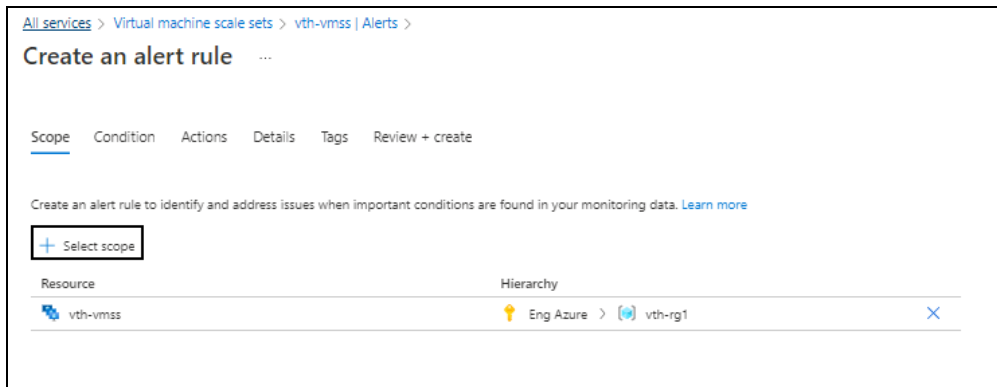 All services > Virtual machine scale sets > vth-vmss | Alerts >
Create an alert rule ...
Scope Condition Actions Details Tags Review + create
Create an alert rule to identify and address issues when important conditions are found in your monitoring data. Learn more
+ Select scope
Resource Hierarchy
vth-vmss Eng Azure > vth-rg1